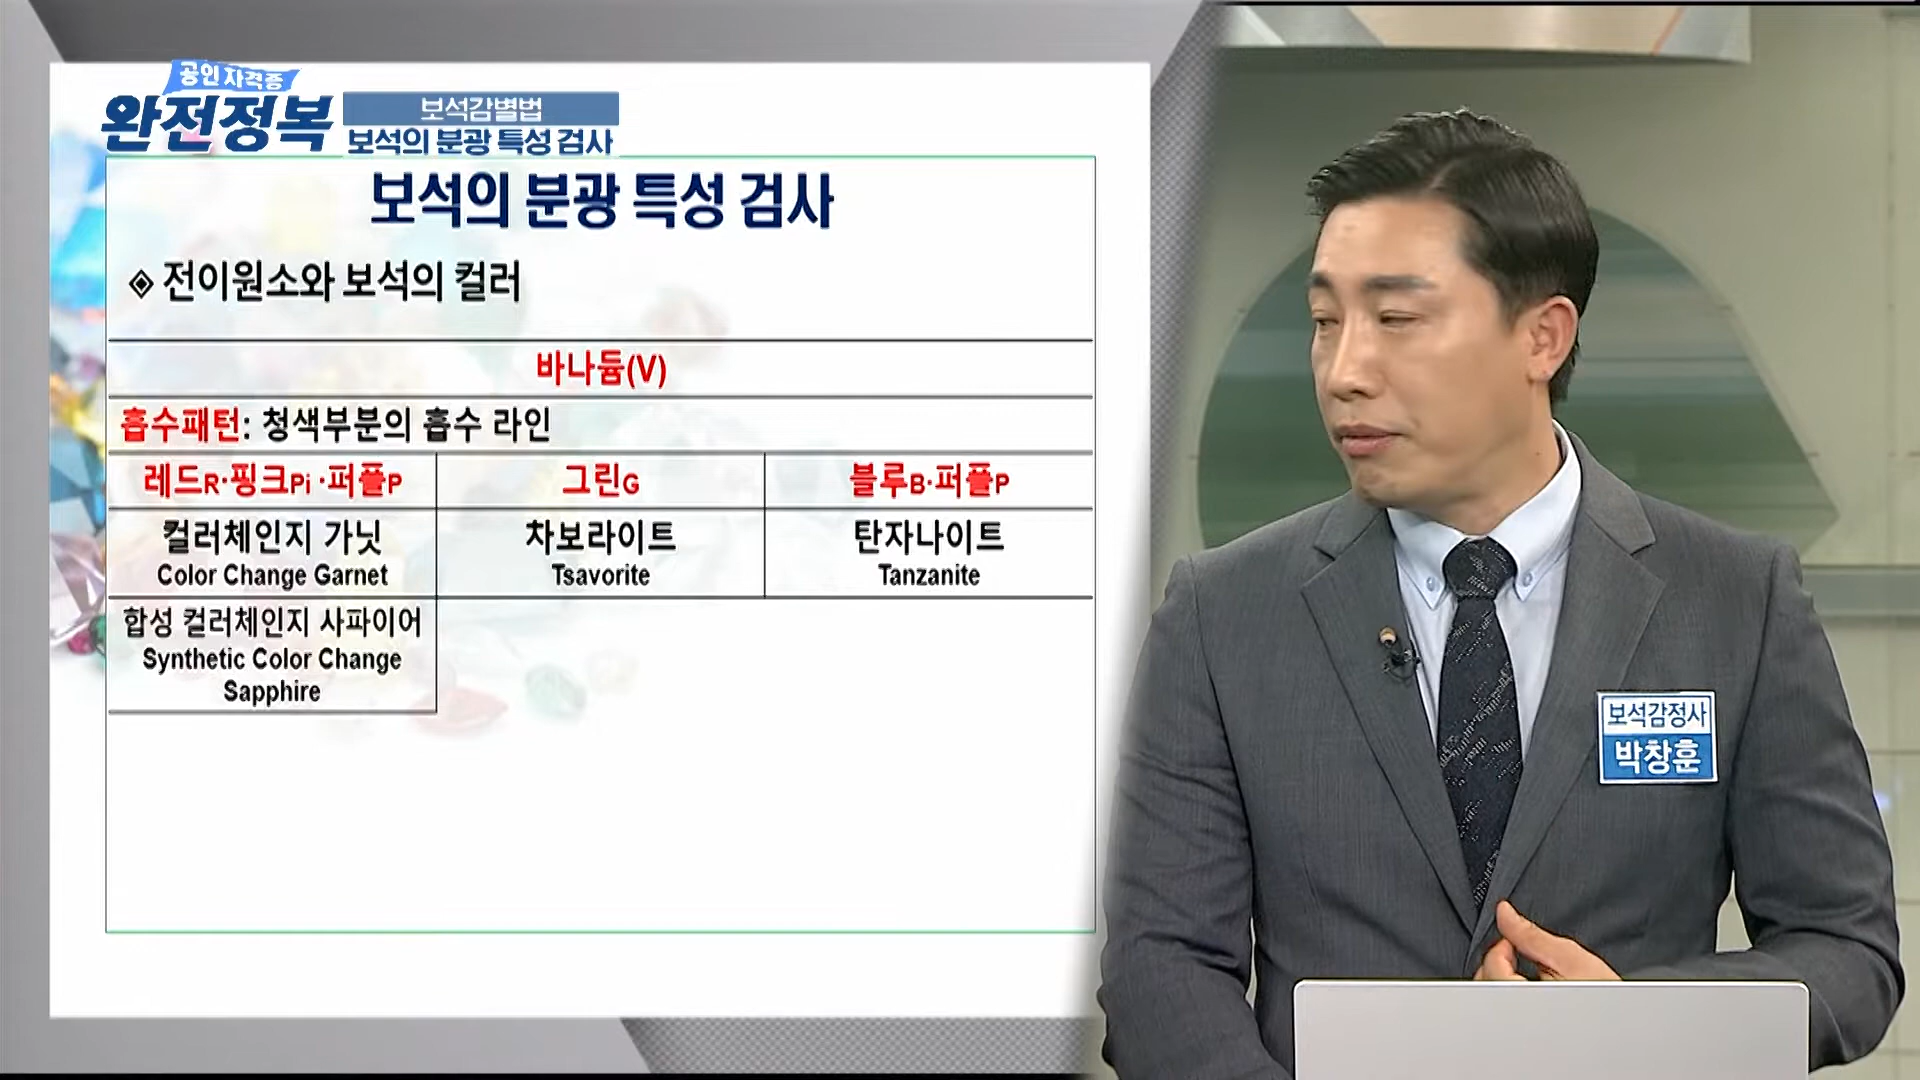 공인 자격증
완전정복
보석감별법
보석의 분광 특성 검사
보석의 분광 특성 검사
◈ 전이원소와 보석의 컬러
바나듐(V)
흡수패턴: 청색부분의 흡수 라인
레드R·핑크Pi ·퍼플P
그린G
블루B·퍼플P
컬러체인지 가닛
Color Change Garnet
차보라이트
Tsavorite
탄자나이트
Tanzanite
합성 컬러체인지 사파이어
Synthetic Color Change
Sapphire
보석감정사
박창훈